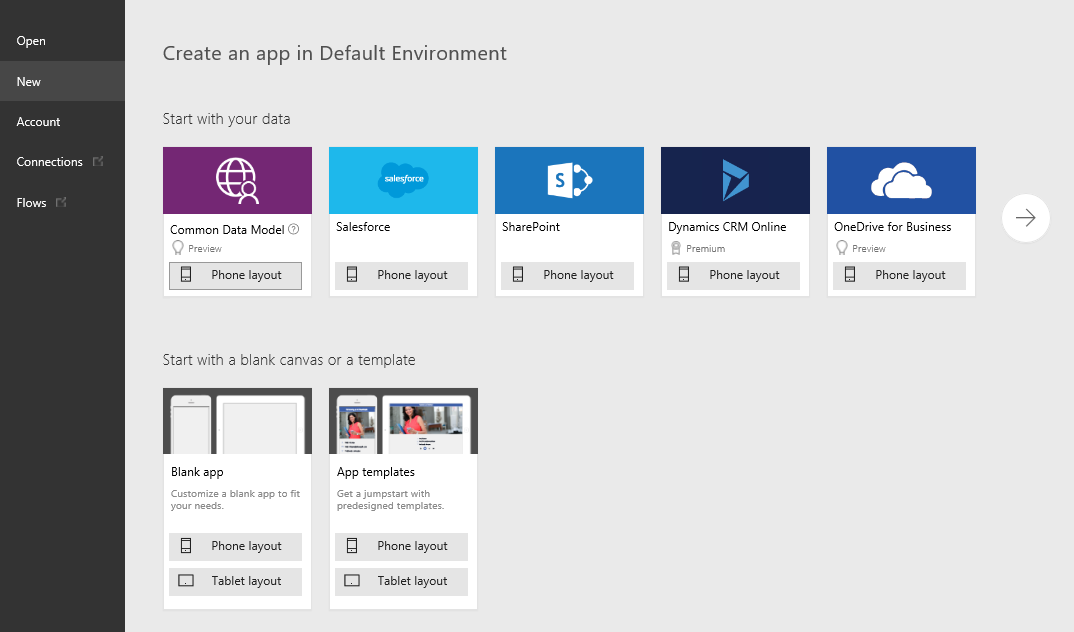 Open
New
Account
Connections
Flows
Create an app in Default Environment
Start with your data
salesforce
S
Common Data Model ?
Preview
Phone layout
Salesforce
Phone layout
SharePoint
Phone layout
Dynamics CRM Online
Premium
Phone layout
OneDrive for Business
Preview
Phone layout
Start with a blank canvas or a template
Blank app
Customize a blank app to fit
your needs.
Phone layout
Tablet layout
App templates
Get a jumpstart with
predesigned templates.
Phone layout
Tablet layout